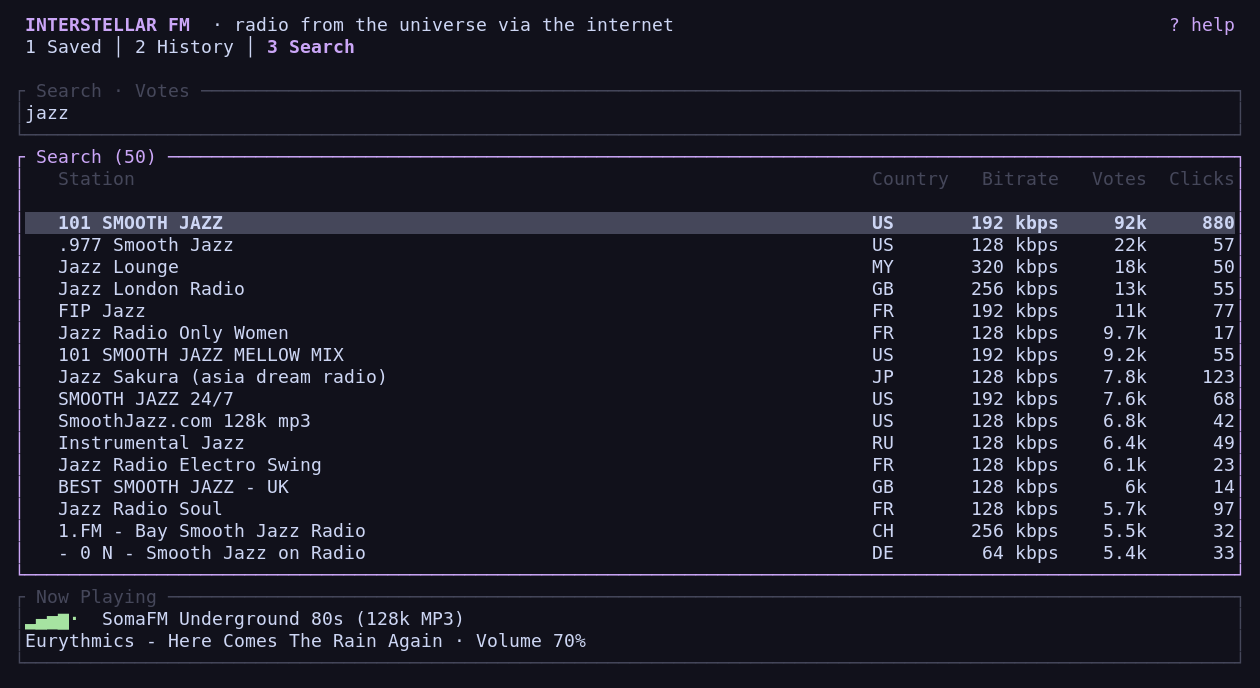 INTERSTELLAR FM · radio from the universe via the internet ? help
1 Saved │ 2 History │ 3 Search
Search · Votes
jazz
Search (50)
Station Country Bitrate Votes Clicks
101 SMOOTH JAZZ US 192 kbps 92k 880
.977 Smooth Jazz US 128 kbps 22k 57
Jazz Lounge MY 320 kbps 18k 50
Jazz London Radio GB 256 kbps 13k 55
FIP Jazz FR 192 kbps 11k 77
Jazz Radio Only Women FR 128 kbps 9.7k 17
101 SMOOTH JAZZ MELLOW MIX US 192 kbps 9.2k 55
Jazz Sakura (asia dream radio) JP 128 kbps 7.8k 123
SMOOTH JAZZ 24/7 US 192 kbps 7.6k 68
SmoothJazz.com 128k mp3 US 128 kbps 6.8k 42
Instrumental Jazz RU 128 kbps 6.4k 49
Jazz Radio Electro Swing FR 128 kbps 6.1k 23
BEST SMOOTH JAZZ - UK GB 128 kbps 6k 14
Jazz Radio Soul FR 128 kbps 5.7k 97
1.FM - Bay Smooth Jazz Radio CH 256 kbps 5.5k 32
- 0 N - Smooth Jazz on Radio DE 64 kbps 5.4k 33
Now Playing
SomaFM Underground 80s (128k MP3)
Eurythmics - Here Comes The Rain Again · Volume 70%